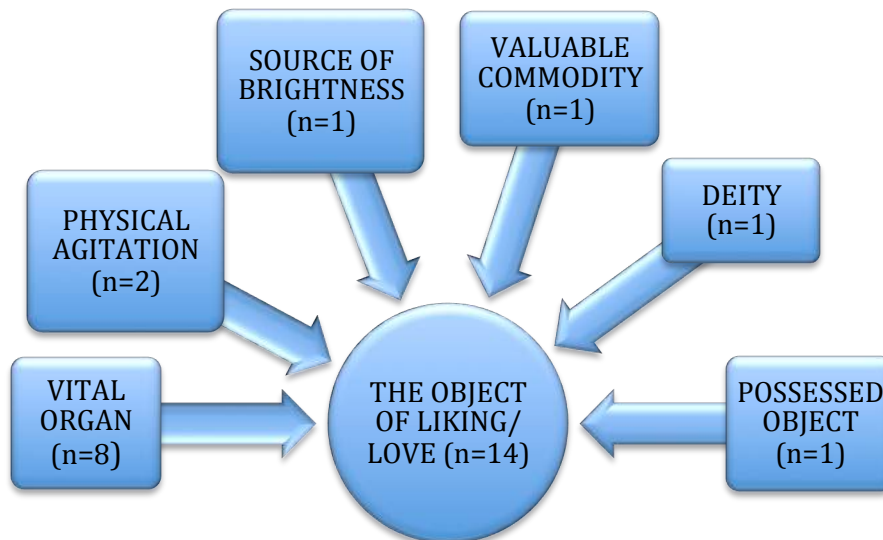 SOURCE OF
BRIGHTNESS
(n=1)
VALUABLE
COMMODITY
(n=1)
PHYSICAL
AGITATION
(n=2)
DEITY
(n=1)
VITAL
ORGAN
(n=8)
THE OBJECT
OF LIKING/
LOVE (n=14)
POSSESSED
OBJECT
(n=1)